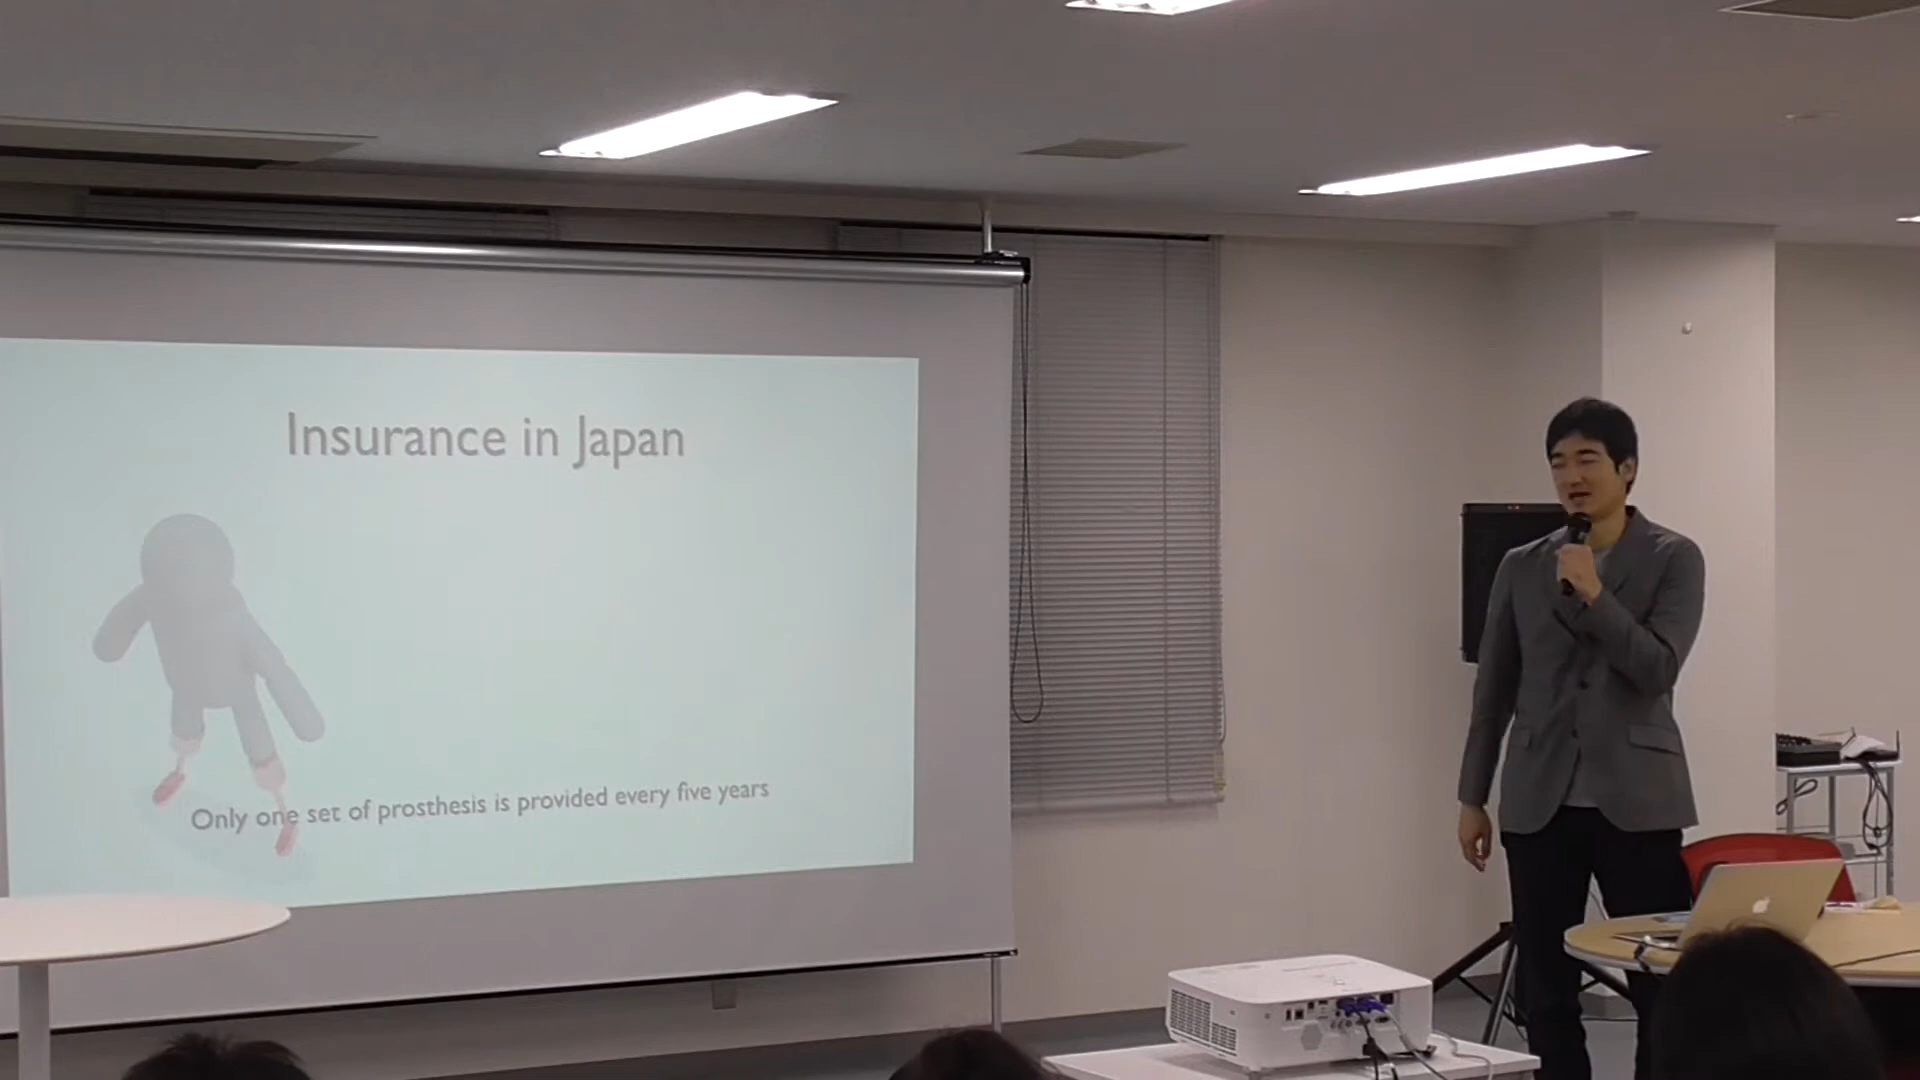 Insurance in Japan
Only one set of prosthesis is provided every five years